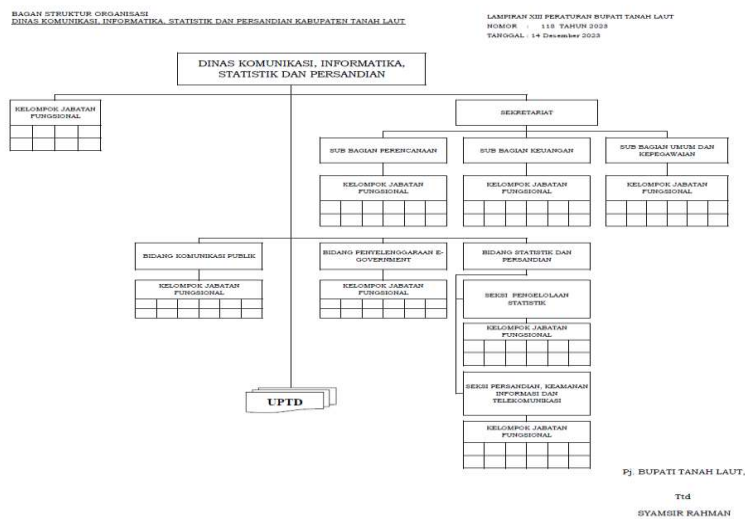 BAGAN STRUKTUR ORGANISASI
DINAS KOMUNIKASI, INFORMATIKA, STATISTIK DAN PERSANDIAN KABUPATEN TANAH LAUT
LAMPIRAN XIII PERATURAN BUPATI TANAH LAUT
NOMOR : 118 TAHUN 2023
TANGGAL : 14 Desember 2023
DINAS KOMUNIKASI, INFORMATIKA,
STATISTIK DAN PERSANDIAN
KELOMPOK JABATAN
FUNGSIONAL
SEKRETARIAT
SUB BAGIAN PERENCANAAN
SUB BAGIAN KEUANGAN
SUB BAGIAN UMUM DAN
KEPEGAWAIAN
KELOMPOK JABATAN
FUNGSIONAL
KELOMPOK JABATAN
FUNGSIONAL
KELOMPOK JABATAN
FUNGSIONAL
BIDANG KOMUNIKASI PUBLIK
BIDANG PENYELENGGARAAN E-
GOVERNMENT
BIDANG STATISTIK DAN
PERSANDIAN
KELOMPOK JABATAN
FUNGSIONAL
KELOMPOK JABATAN
FUNGSIONAL
SEKSI PENGELOLAAN
STATISTIK
KELOMPOK JABATAN
FUNGSIONAL
SEKSI PERSANDIAN, KEAMANAN
INFORMASI DAN
TELEKOMUNIKASI
UPTD
KELOMPOK JABATAN
FUNGSIONAL
Pj. BUPATI TANAH LAUT,
Ttd
SYAMSIR RAHMAN